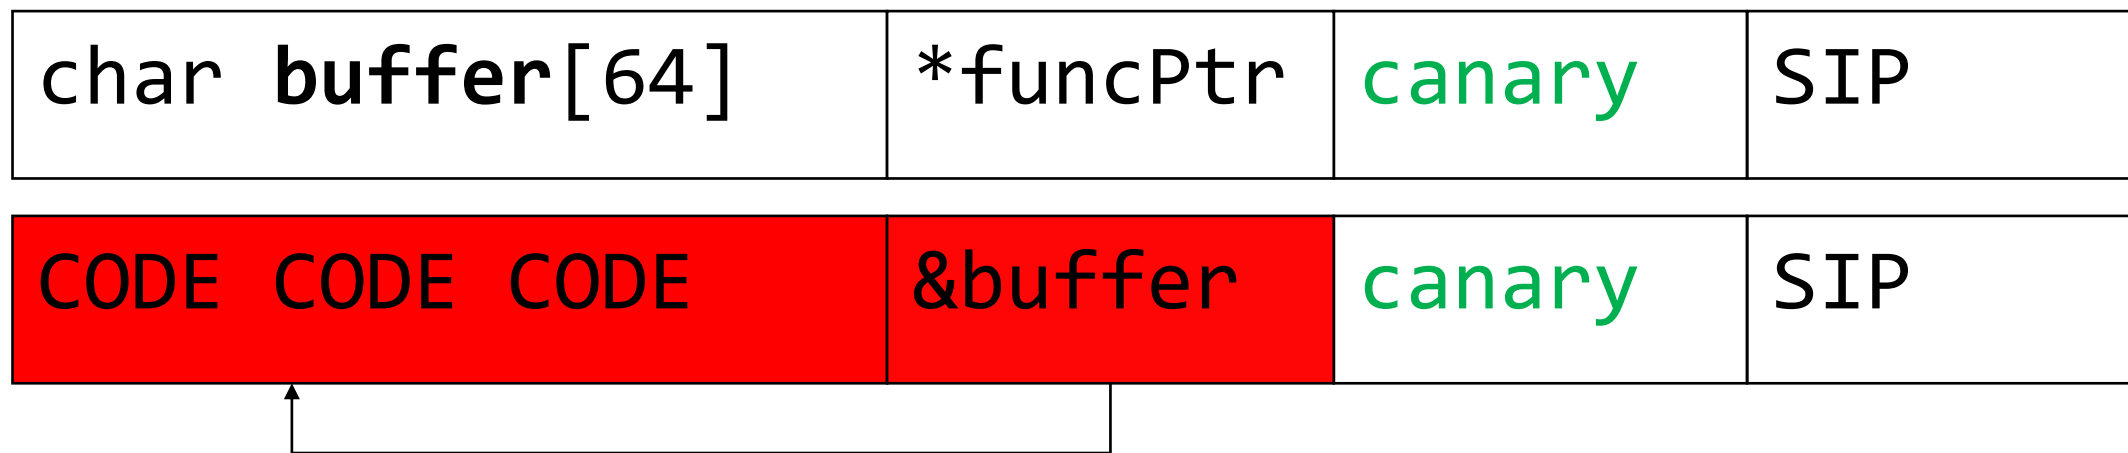 char buffer[64] *funcPtr canary SIP
CODE CODE CODE &buffer canary SIP